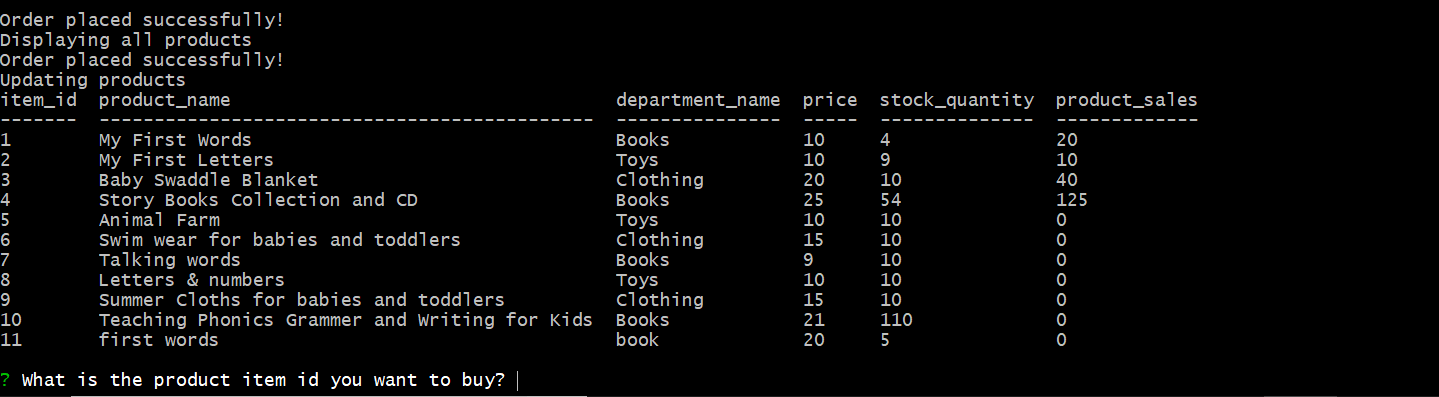 Order placed successfully!
Displaying all products
Order placed successfully!
Updating products
item_id  product_name                                   department_name  price  stock_quantity  product_sales
-------  ---------------------------------------------  ---------------  -----  --------------  -------------
1        My First Words                                 Books            10     4               20
2        My First Letters                               Toys             10     9               10
3        Baby Swaddle Blanket                           Clothing         20     10              40
4        Story Books Collection and CD                  Books            25     54              125
5        Animal Farm                                    Toys             10     10              0
6        Swim wear for babies and toddlers              Clothing         15     10              0
7        Talking words                                  Books            9      10              0
8        Letters & numbers                              Toys             10     10              0
9        Summer Cloths for babies and toddlers          Clothing         15     10              0
10       Teaching Phonics Grammer and Writing for Kids  Books            21     110             0
11       first words                                    book             20     5               0
? What is the product item id you want to buy?